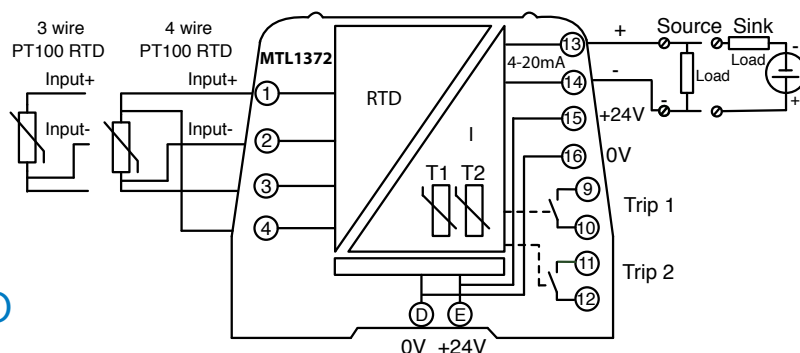 3 wire
PT100 RTD
4 wire
PT100 RTD
Input+
Input-
Input+
Input-
MTL1372
1
2
3
4
RTD
I
T1 T2
4-20mA
13
14
15
16
9
10
11
12
+
-
+24V
0V
Trip 1
Trip 2
Source Sink
Load
Load
-
-
+
D
E
0V +24V